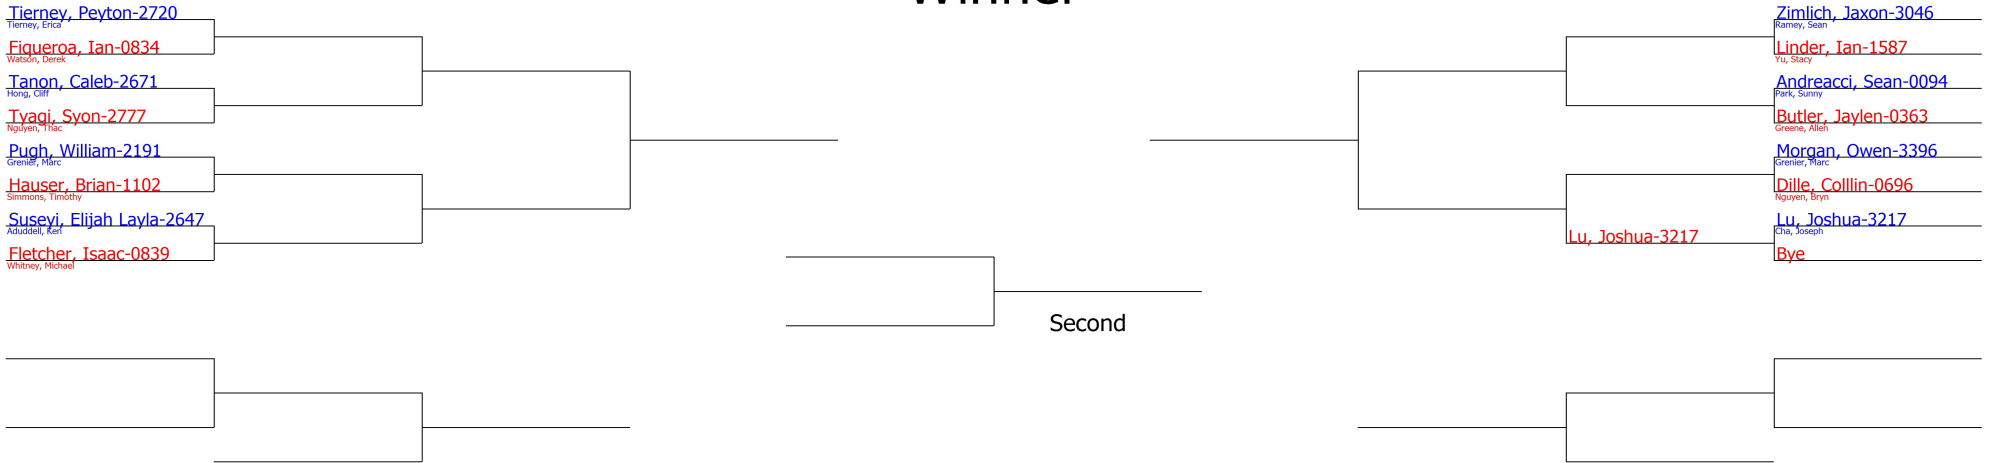 Winner
Tierney, Peyton-2720
Tierney, Erica
Figueroa, Ian-0834
Watson, Derek
Tanon, Caleb-2671
Hong, Cliff
Tyagi, Syon-2777
Nguyen, Thac
Pugh, William-2191
Grenier, Marc
Hauser, Brian-1102
Simmons, Timothy
Suseyi, Elijah Layla-2647
Aduddell, Ken
Fletcher, Isaac-0839
Whitney, Michael
Second
Lu, Joshua-3217
Zimlich, Jaxon-3046
Ramey, Sean
Linder, Ian-1587
Yu, Stacy
Andreacci, Sean-0094
Park, Sunny
Butler, Jaylen-0363
Greene, Allen
Morgan, Owen-3396
Grenier, Marc
Dille, Colllin-0696
Nguyen, Bryn
Lu, Joshua-3217
Cha, Joseph
Bye